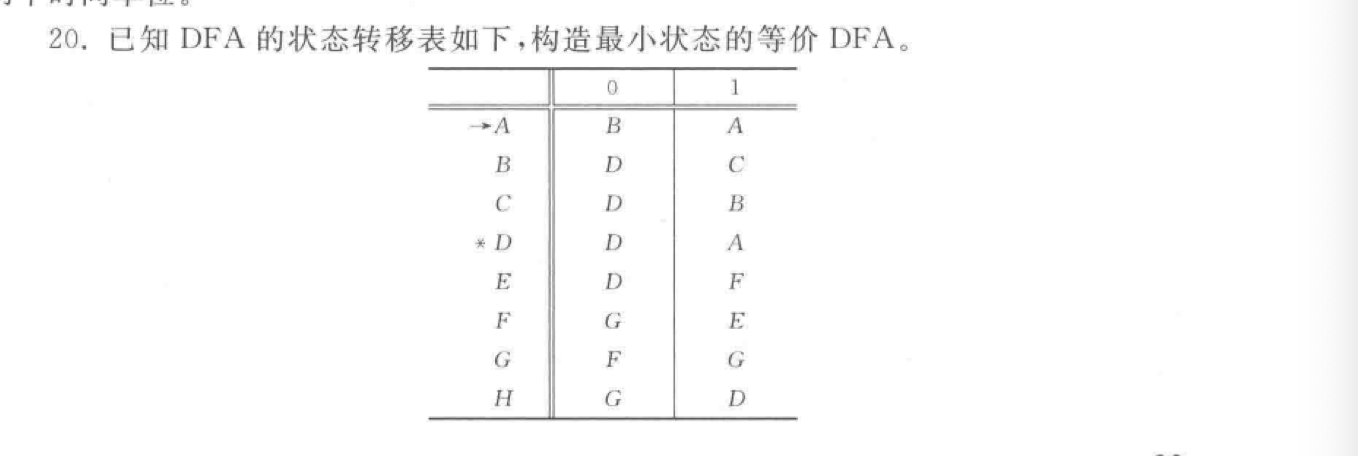 20. 已知 DFA 的状态转移表如下,构造最小状态的等价 DFA。
0 1
→A B A
B D C
C D B
* D D A
E D F
F G E
G F G
H G D